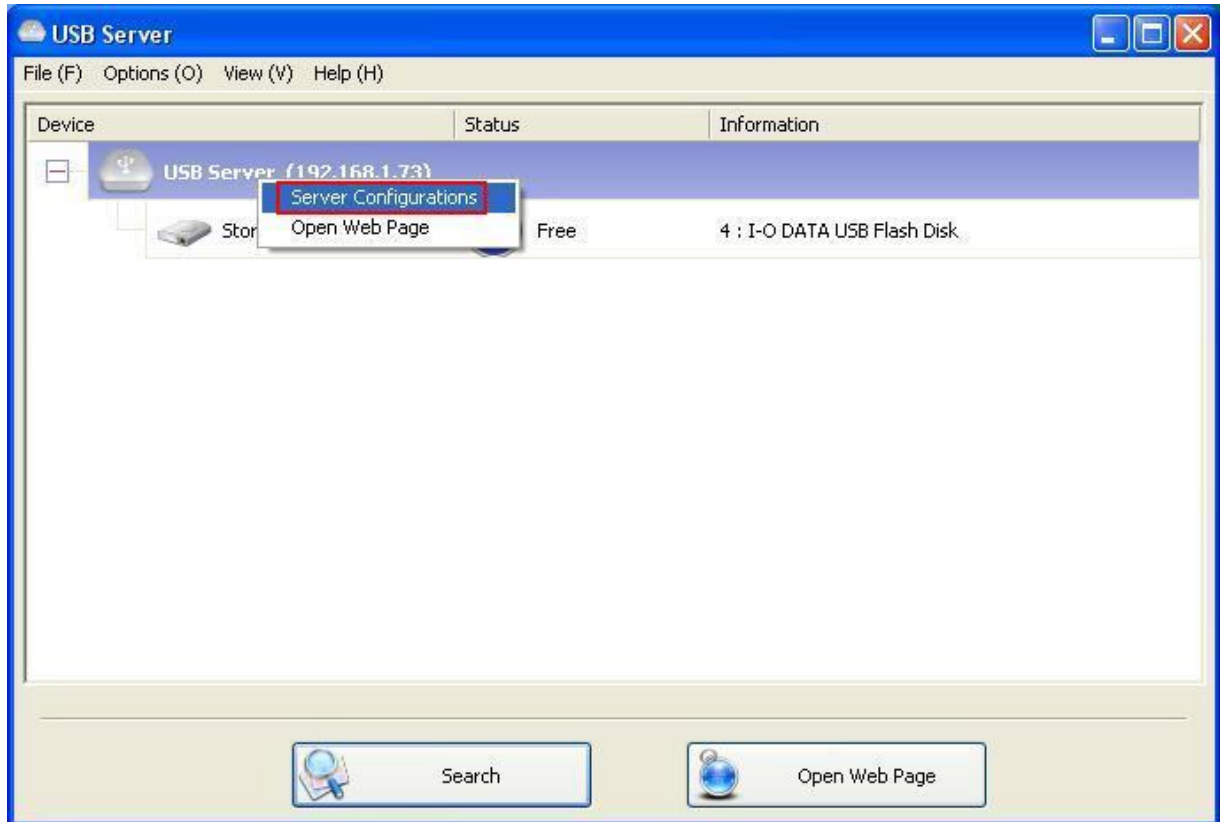 USB Server
File (F) Options (O) View (V) Help (H)
Device Status Information
USB Server (192.168.1.73)
Server Configurations
Open Web Page
Stor Free 4 : I-O DATA USB Flash Disk
Search Open Web Page